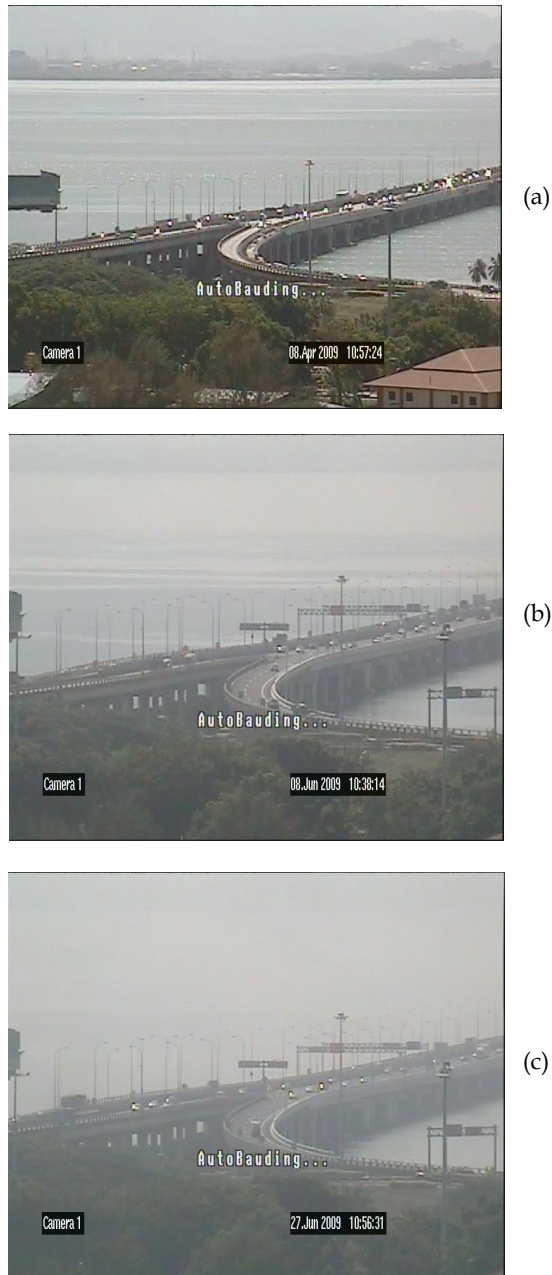 (a)
AutoBauding...
Camera 1 08.Apr 2009 10:57:24
(b)
AutoBauding...
Camera 1 08.Jun 2009 10:38:14
(c)
AutoBauding...
Camera 1 27.Jun 2009 10:56:31